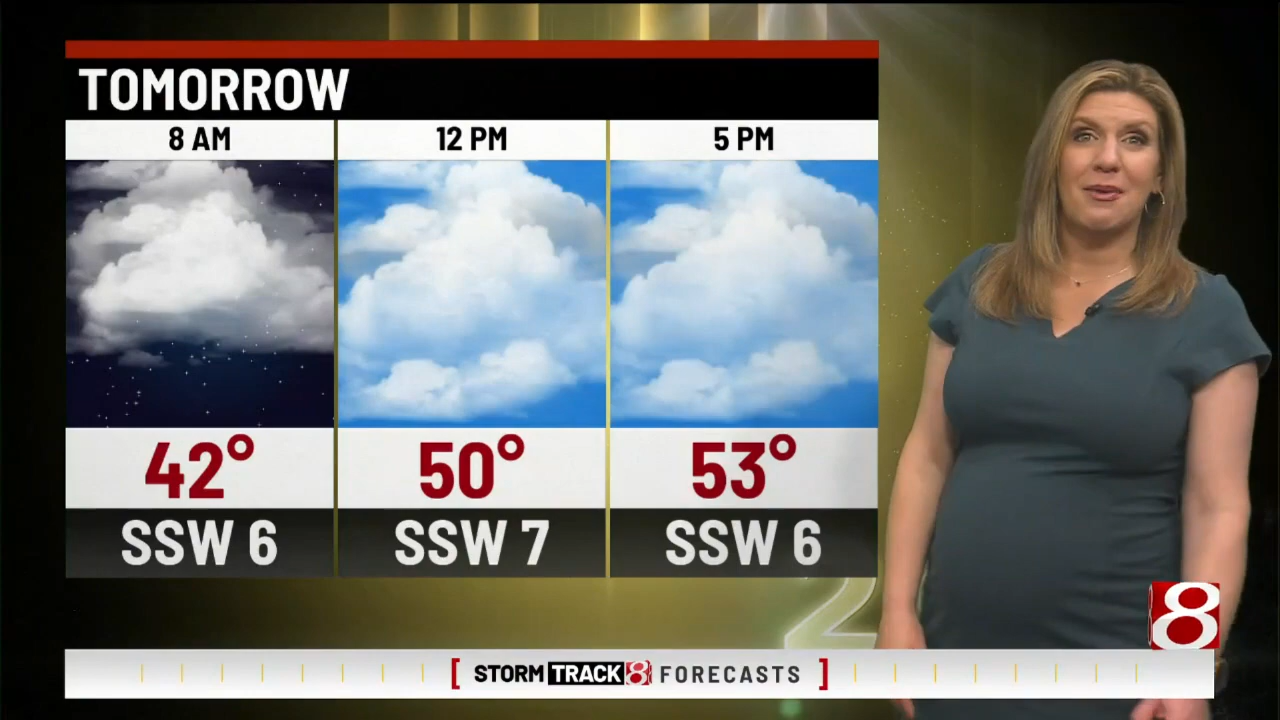 TOMORROW
8 AM
12 PM
5 PM
42°
50°
53°
SSW 6
SSW 7
SSW 6
8
[ STORM TRACK 8 FORECASTS ]